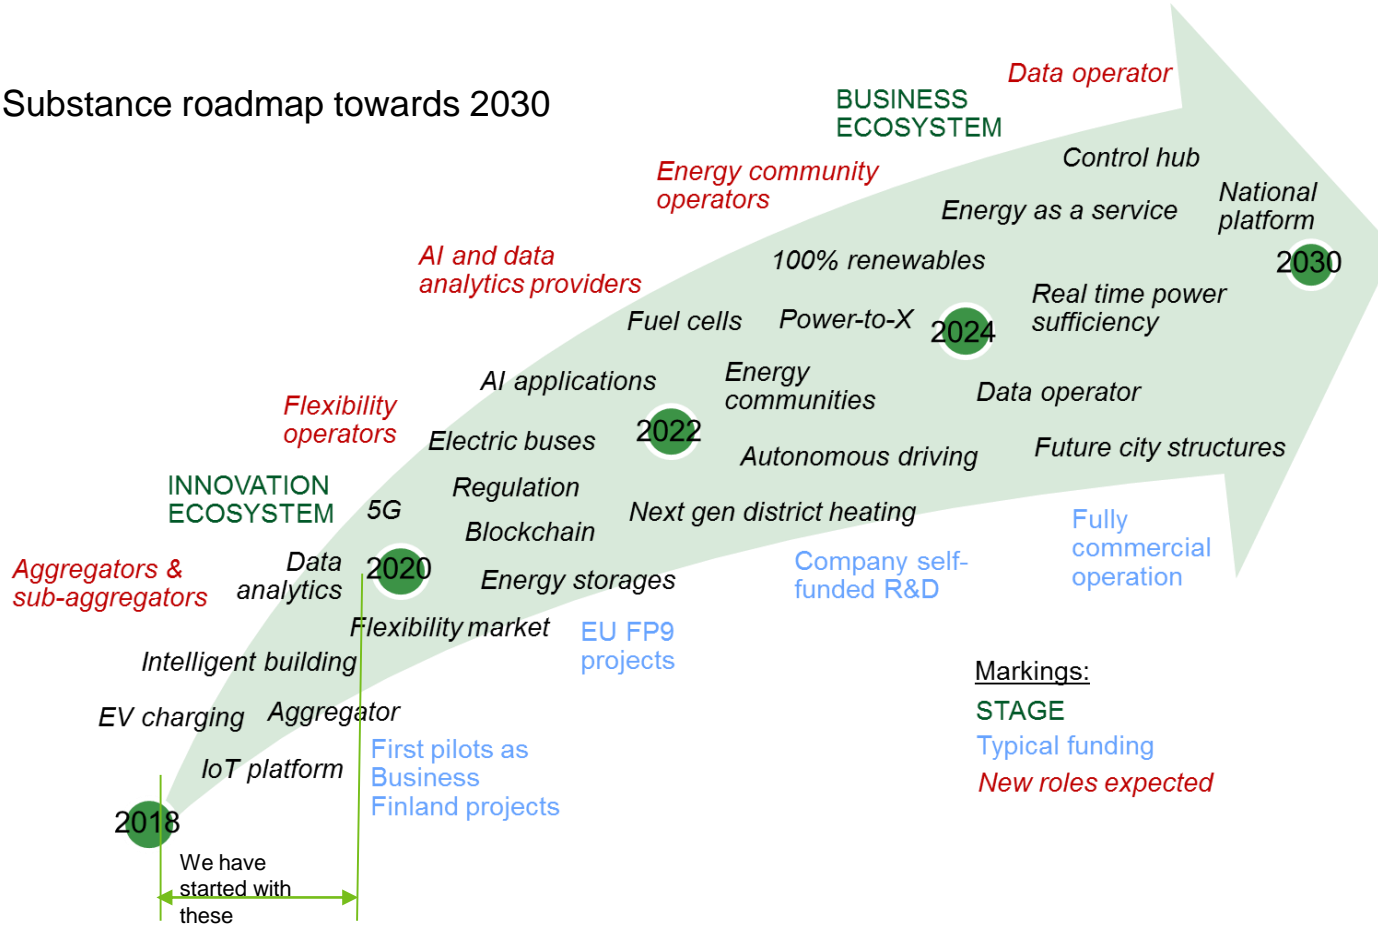 Substance roadmap towards 2030
Data operator
BUSINESS
ECOSYSTEM
Control hub
Energy community
operators
National
platform
Energy as a service
2030
AI and data
analytics providers
100% renewables
Real time power
sufficiency
Fuel cells
Power-to-X
2024
AI applications
Energy
communities
Data operator
Flexibility
operators
Electric buses
2022
Autonomous driving
Future city structures
INNOVATION
ECOSYSTEM
5G
Regulation
Blockchain
Next gen district heating
Fully
commercial
operation
Aggregators &
sub-aggregators
Data
analytics
2020
Energy storages
Company self-
funded R&D
Flexibility market
EU FP9
projects
Intelligent building
EV charging
Aggregator
IoT platform
First pilots as
Business
Finland projects
2018
We have
started with
these
Markings:
STAGE
Typical funding
New roles expected